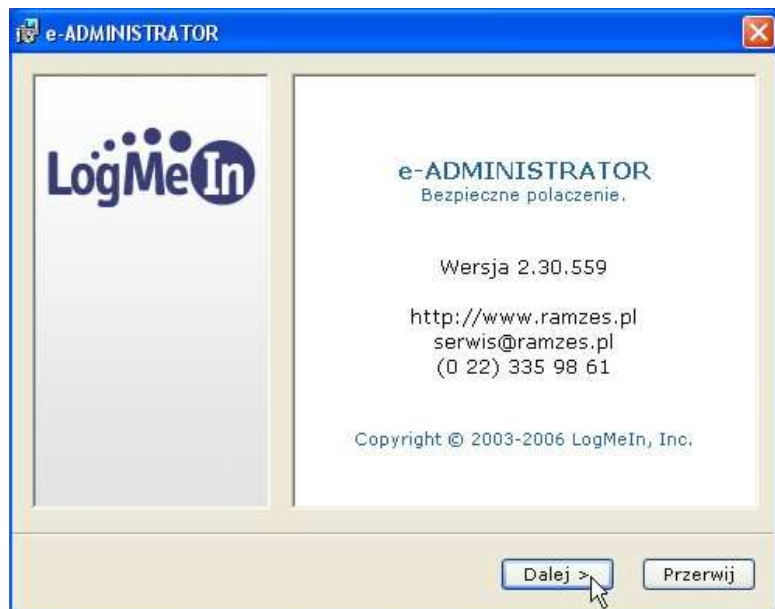 e-ADMINISTRATOR
LogMeIn
e-ADMINISTRATOR
Bezpieczne polaczenie.
Wersja 2.30.559
http://www.ramzes.pl
serwis@ramzes.pl
(0 22) 335 98 61
Copyright © 2003-2006 LogMeIn, Inc.
Dalej >
Przerwij